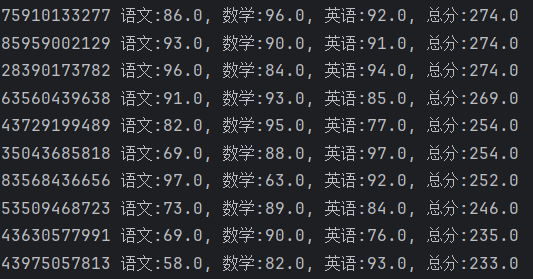 75910133277 语文:86.0, 数学:96.0, 英语:92.0, 总分:274.0
85959002129 语文:93.0, 数学:90.0, 英语:91.0, 总分:274.0
28390173782 语文:96.0, 数学:84.0, 英语:94.0, 总分:274.0
63560439638 语文:91.0, 数学:93.0, 英语:85.0, 总分:269.0
43729199489 语文:82.0, 数学:95.0, 英语:77.0, 总分:254.0
35043685818 语文:69.0, 数学:88.0, 英语:97.0, 总分:254.0
83568436656 语文:97.0, 数学:63.0, 英语:92.0, 总分:252.0
53509468723 语文:73.0, 数学:89.0, 英语:84.0, 总分:246.0
43630577991 语文:69.0, 数学:90.0, 英语:76.0, 总分:235.0
43975057813 语文:58.0, 数学:82.0, 英语:93.0, 总分:233.0